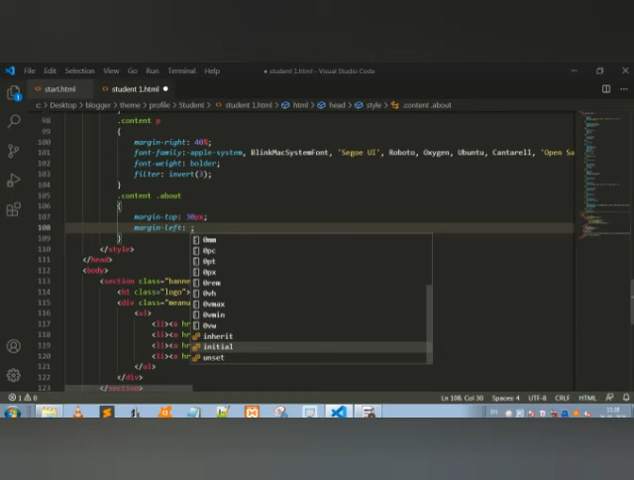 File Edit Selection View Go Run Terminal Help ● student 1.html - Visual Studio Code
start.html student 1.html ●
c: > Desktop > blogger > theme > profile > Student > student 1.html > html > head > style > .content .about
98 .content p
99 {
100 margin-right: 40%;
101 font-family:-apple-system, BlinkMacSystemFont, 'Segoe UI', Roboto, Oxygen, Ubuntu, Cantarell, 'Open Sa
102 font-weight: bolder;
103 filter: invert(3);
104 }
105 .content .about
106 {
107 margin-top: 30px;
108 margin-left: ;
109 }
110 </style>
111 </head>
112 <body>
113 <section class="banne
114 <h1 class="logo">
115 <div class="meanu
116 <ul>
117 <li><a hr
118 <li><a hr
119 <li><a hr
120 <li><a hr
121 </ul>
122 </div>
123 </section>
0mm
0pc
0pt
0px
0rem
0vh
0vmax
0vmin
0vw
inherit
initial
unset
1 0 Ln 108, Col 30 Spaces: 4 UTF-8 CRLF HTML
EN